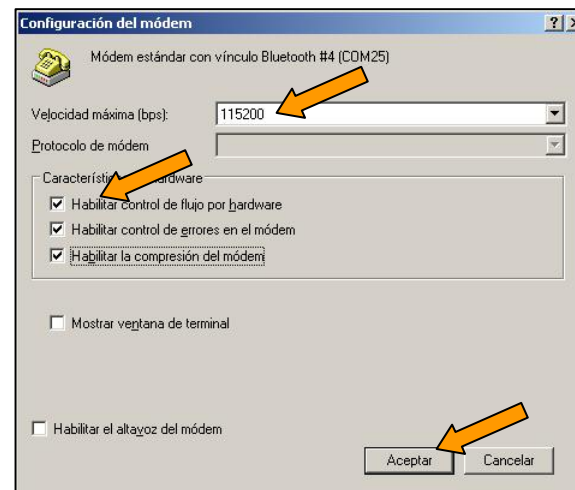 Configuración del módem
Módem estándar con vínculo Bluetooth #4 (COM25)
Velocidad máxima (bps): 115200
Protocolo de módem
hardware
Habilitar control de flujo por hardware
Habilitar control de errores en el módem
Habilitar la compresión del módem
Mostrar ventana de terminal
Habilitar el altavoz del módem
Aceptar Cancelar